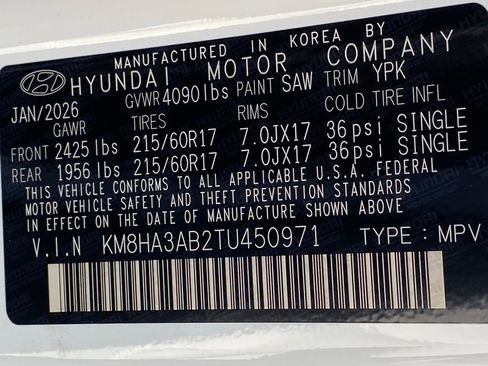 MANUFACTURED IN KOREA BY
HYUNDAI MOTOR COMPANY
JAN/2026 GVWR 4090 lbs PAINT SAW TRIM YPK
GAWR TIRES RIMS COLD TIRE INFL
FRONT 2425 lbs 215/60R17 7.0JX17 36 psi SINGLE
REAR 1956 lbs 215/60R17 7.0JX17 36 psi SINGLE
THIS VEHICLE CONFORMS TO ALL APPLICABLE U.S.A. FEDERAL
MOTOR VEHICLE SAFETY AND THEFT PREVENTION STANDARDS
IN EFFECT ON THE DATE OF MANUFACTURE SHOWN ABOVE.
V.I.N KM8HA3AB2TU450971 TYPE : MPV